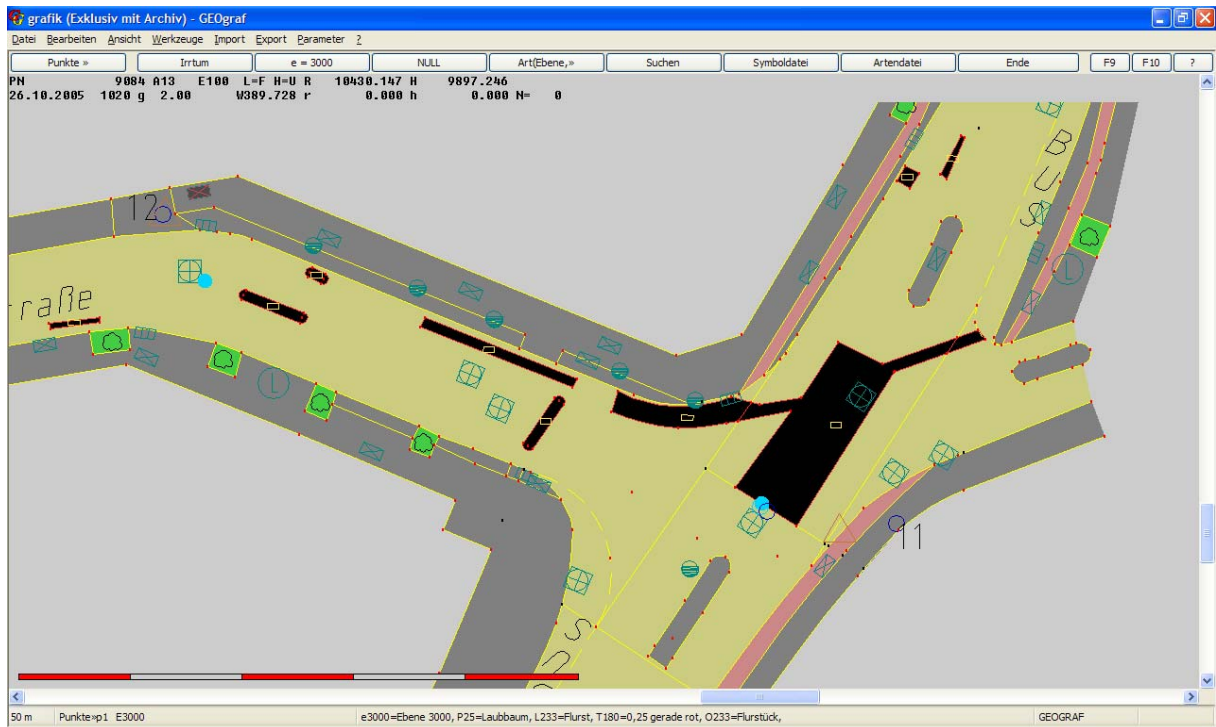 grafik (Exklusiv mit Archiv) - GEOgraf
Datei Bearbeiten Ansicht Werkzeuge Import Export Parameter ?
Punkte » Irrtum e = 3000 NULL Art(Ebene,» Suchen Symboldatei Artendatei Ende F9 F10 ?
PN 9084 A13 E100 L=F H=U R 10430.147 H 9897.246
26.10.2005 1020 g 2.00 W389.728 r 0.000 h 0.000 N= 0
BUS
12
L
raße
L
11
50 m Punkte»p1 E3000 e3000=Ebene 3000, P25=Laubbaum, L233=Flurst, T180=0,25 gerade rot, O233=Flurstück, GEOGRAF